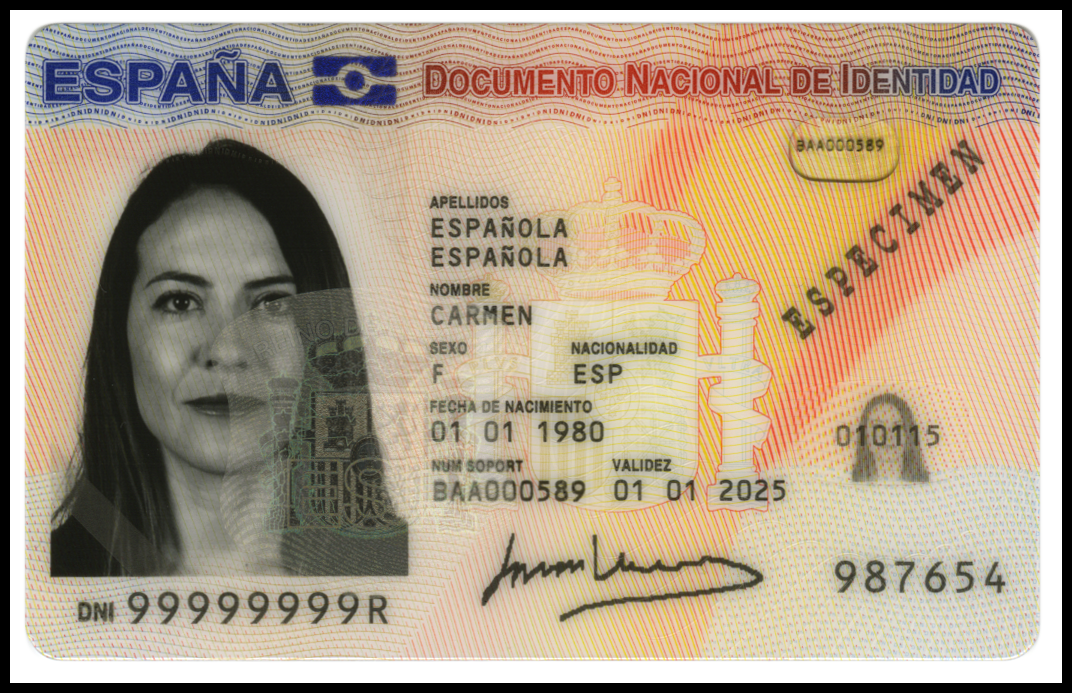 ESPAÑA
DOCUMENTO NACIONAL DE IDENTIDAD
BAA000589
ESPECIMEN
APELLIDOS
ESPAÑOLA
ESPAÑOLA
NOMBRE
CARMEN
SEXO NACIONALIDAD
F ESP
FECHA DE NACIMIENTO
01 01 1980
010115
NUM SOPORT VALIDEZ
BAA000589 01 01 2025
987654
DNI 99999999R